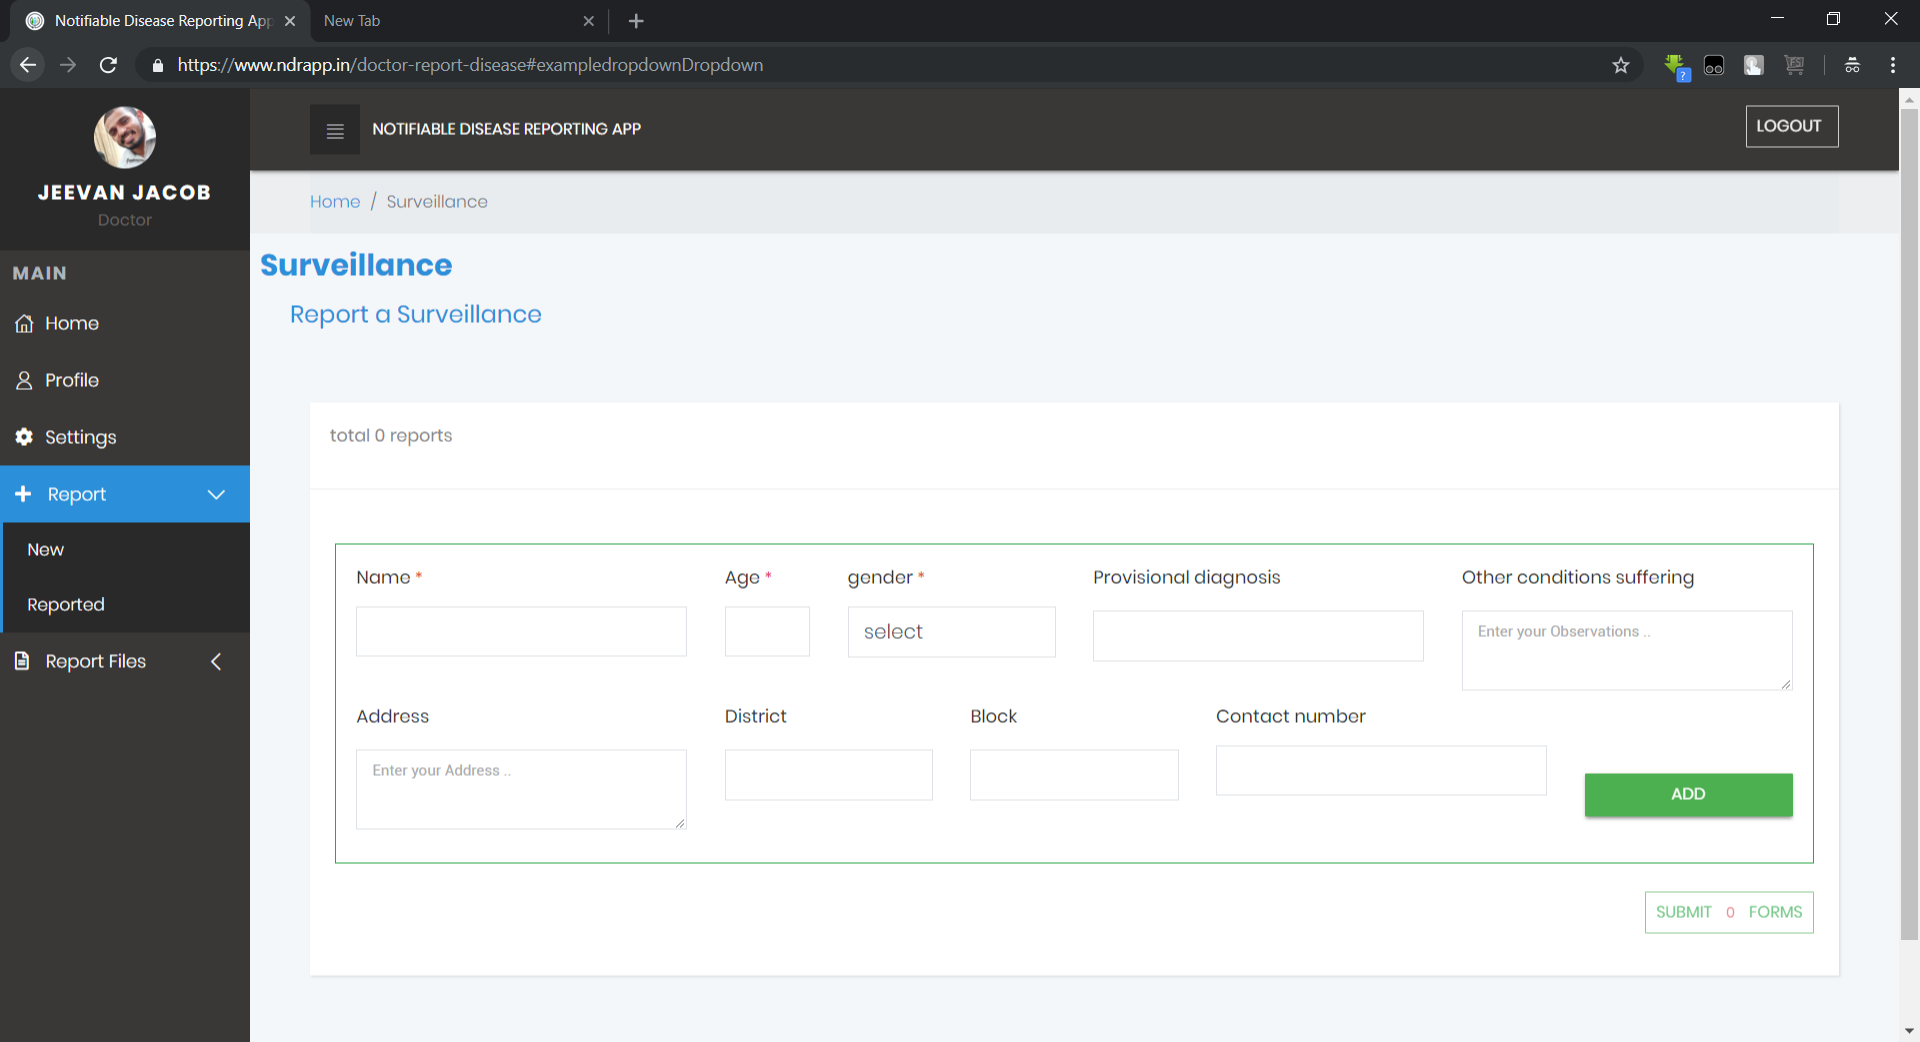 Notifiable Disease Reporting App
New Tab
https://www.ndrapp.in/doctor-report-disease#exampledropdownDropdown
JEEVAN JACOB
Doctor
NOTIFIABLE DISEASE REPORTING APP
LOGOUT
Home / Surveillance
MAIN
Home
Profile
Settings
Report
New
Reported
Report Files
Surveillance
Report a Surveillance
total 0 reports
Name * Age * gender * Provisional diagnosis Other conditions suffering
select
Enter your Observations ..
Address District Block Contact number
Enter your Address ..
ADD
SUBMIT 0 FORMS